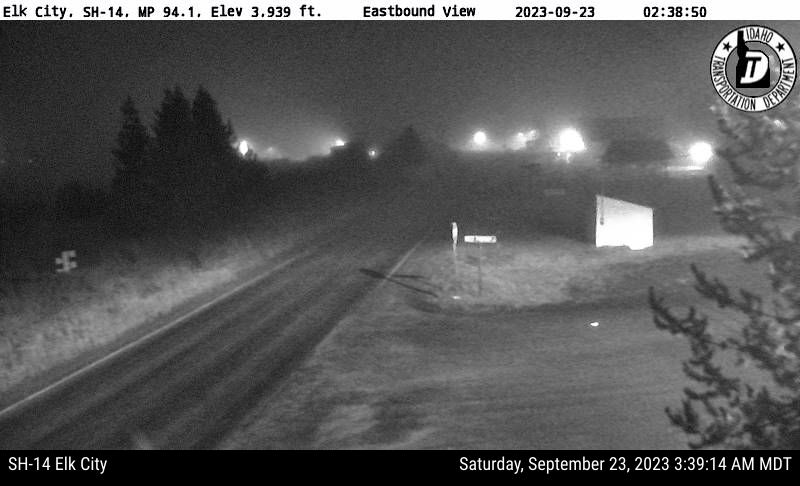 Elk City, SH-14, MP 94.1, Elev 3,939 ft. Eastbound View 2023-09-23 02:38:50
IDAHO
TRANSPORTATION DEPARTMENT
SH-14 Elk City Saturday, September 23, 2023 3:39:14 AM MDT